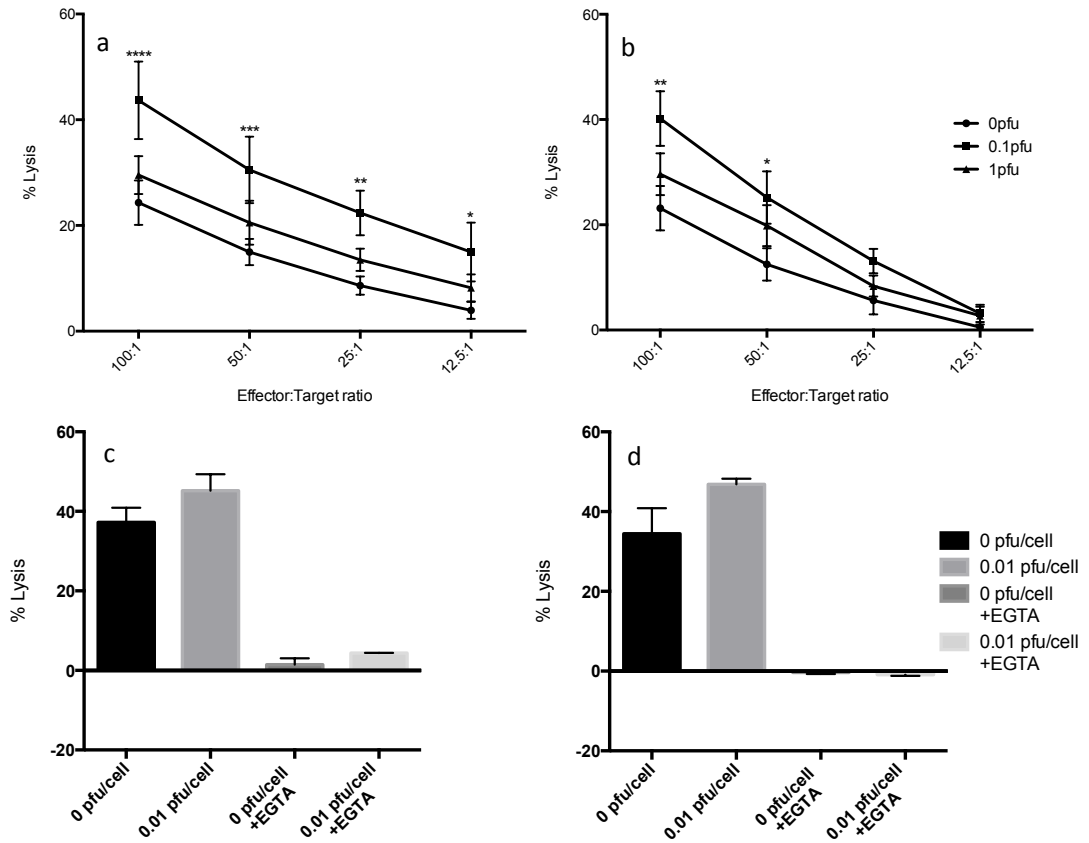 a
60
40
20
0
% Lysis
****
***
**
*
100:1
50:1
25:1
12.5:1
Effector:Target ratio
b
60
40
20
0
% Lysis
**
*
100:1
50:1
25:1
12.5:1
Effector:Target ratio
0pfu
0.1pfu
1pfu
c
60
40
20
0
-20
% Lysis
0 pfu/cell
0.01 pfu/cell
0 pfu/cell
+EGTA
0.01 pfu/cell
+EGTA
d
60
40
20
0
-20
% Lysis
0 pfu/cell
0.01 pfu/cell
0 pfu/cell
+EGTA
0.01 pfu/cell
+EGTA
0 pfu/cell
0.01 pfu/cell
0 pfu/cell
+EGTA
0.01 pfu/cell
+EGTA